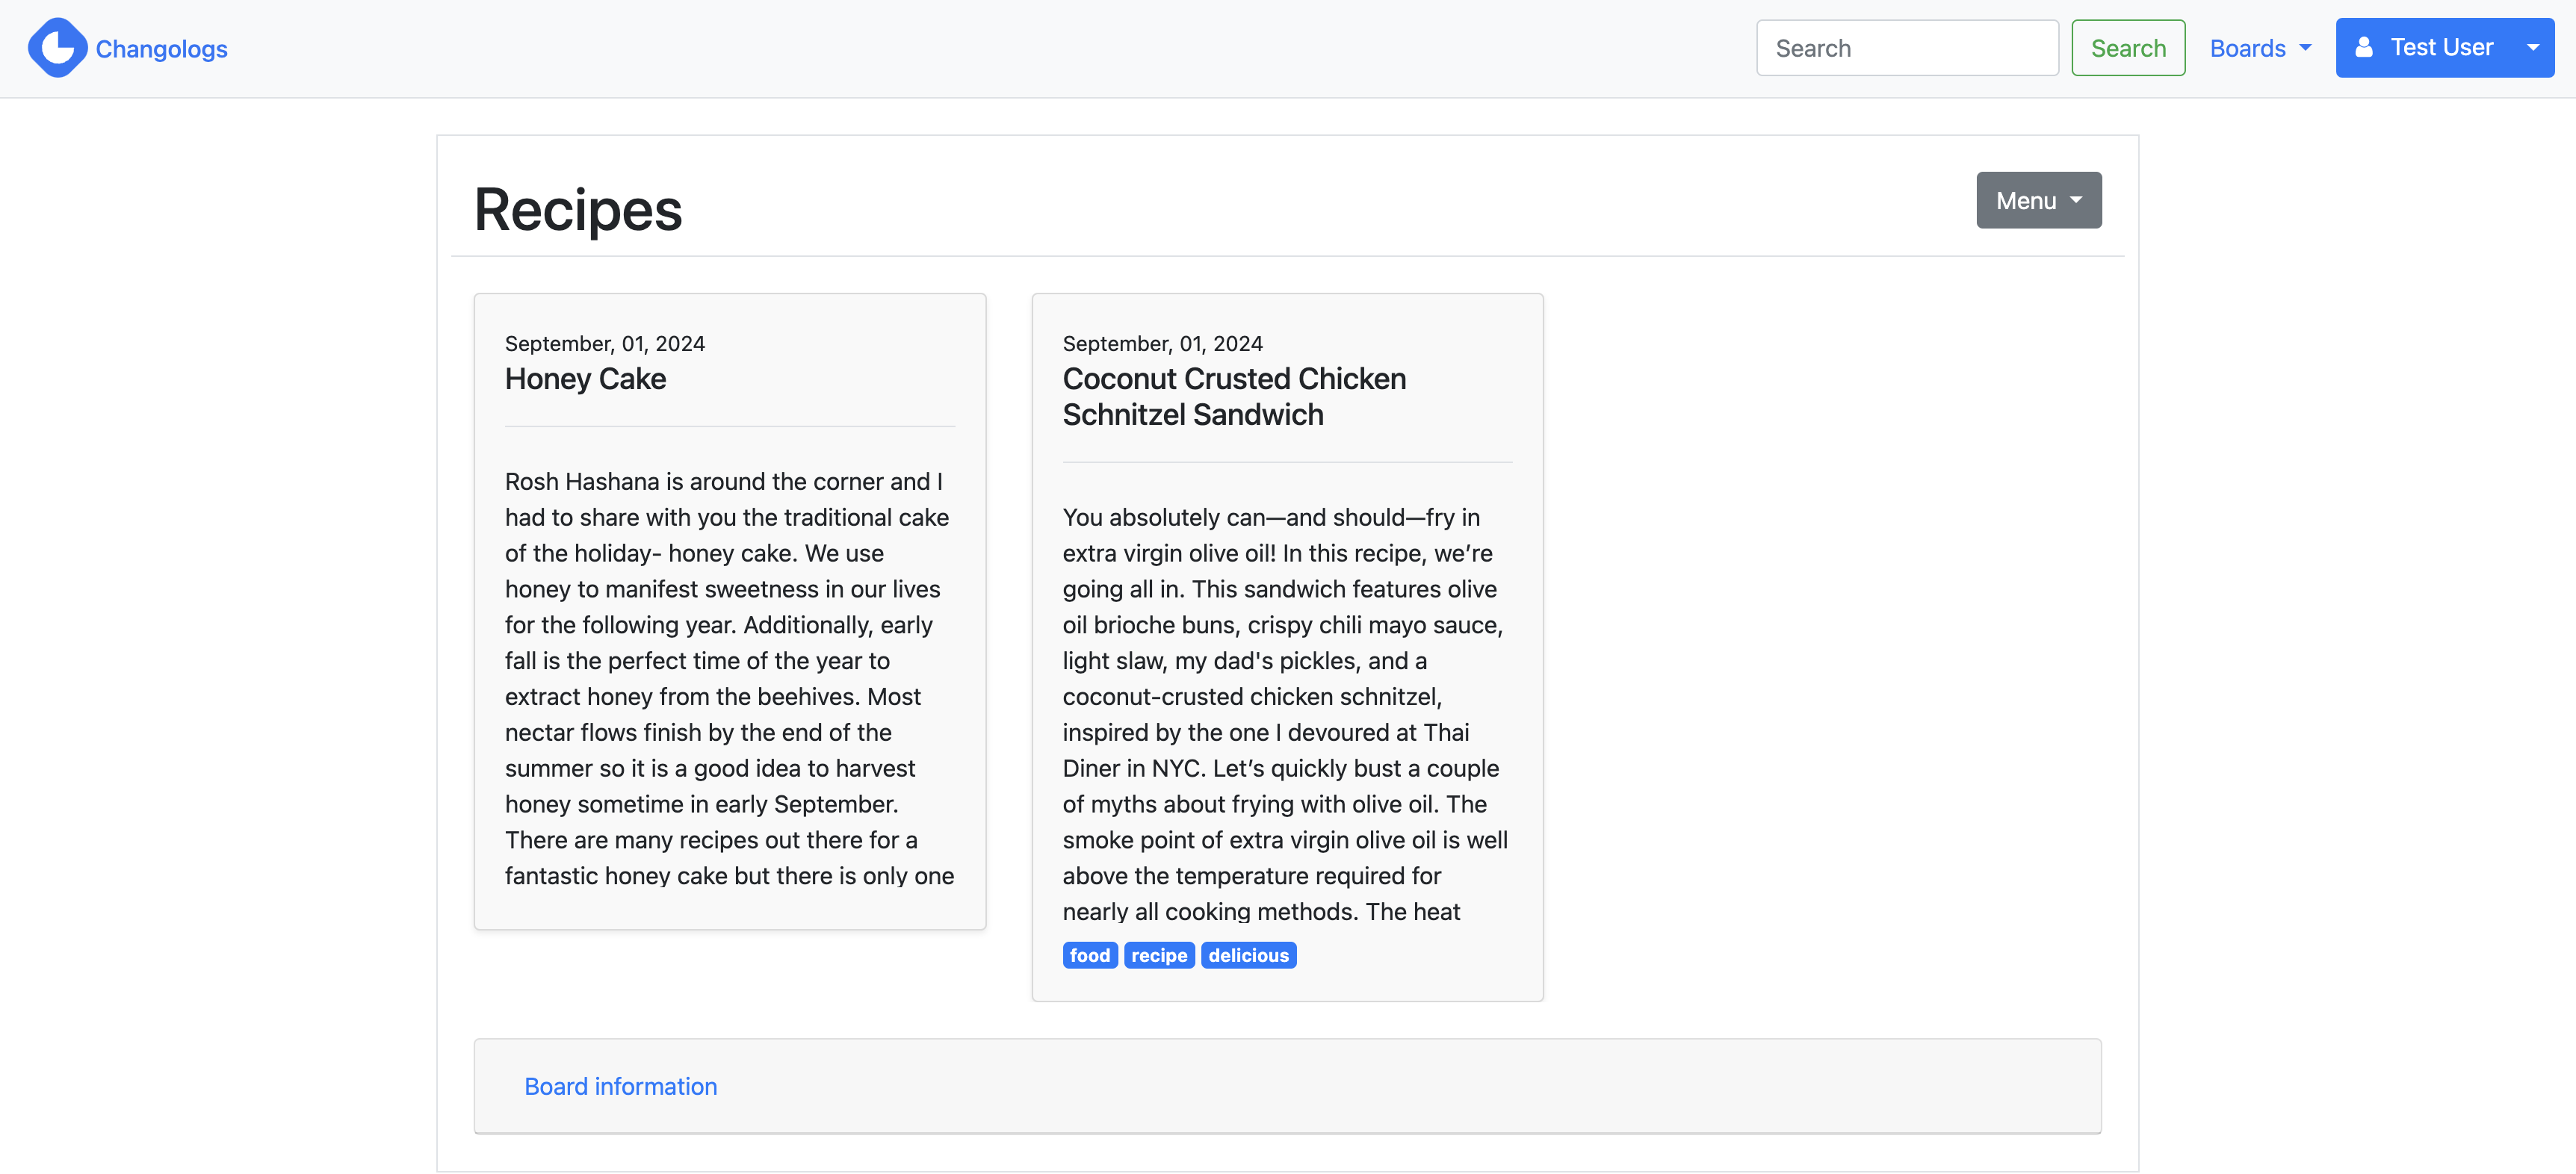 Changologs
Search
Search
Boards
Test User
Recipes
Menu
September, 01, 2024
Honey Cake
Rosh Hashana is around the corner and I
had to share with you the traditional cake
of the holiday- honey cake. We use
honey to manifest sweetness in our lives
for the following year. Additionally, early
fall is the perfect time of the year to
extract honey from the beehives. Most
nectar flows finish by the end of the
summer so it is a good idea to harvest
honey sometime in early September.
There are many recipes out there for a
fantastic honey cake but there is only one
September, 01, 2024
Coconut Crusted Chicken
Schnitzel Sandwich
You absolutely can—and should—fry in
extra virgin olive oil! In this recipe, we’re
going all in. This sandwich features olive
oil brioche buns, crispy chili mayo sauce,
light slaw, my dad's pickles, and a
coconut-crusted chicken schnitzel,
inspired by the one I devoured at Thai
Diner in NYC. Let’s quickly bust a couple
of myths about frying with olive oil. The
smoke point of extra virgin olive oil is well
above the temperature required for
nearly all cooking methods. The heat
food recipe delicious
Board information